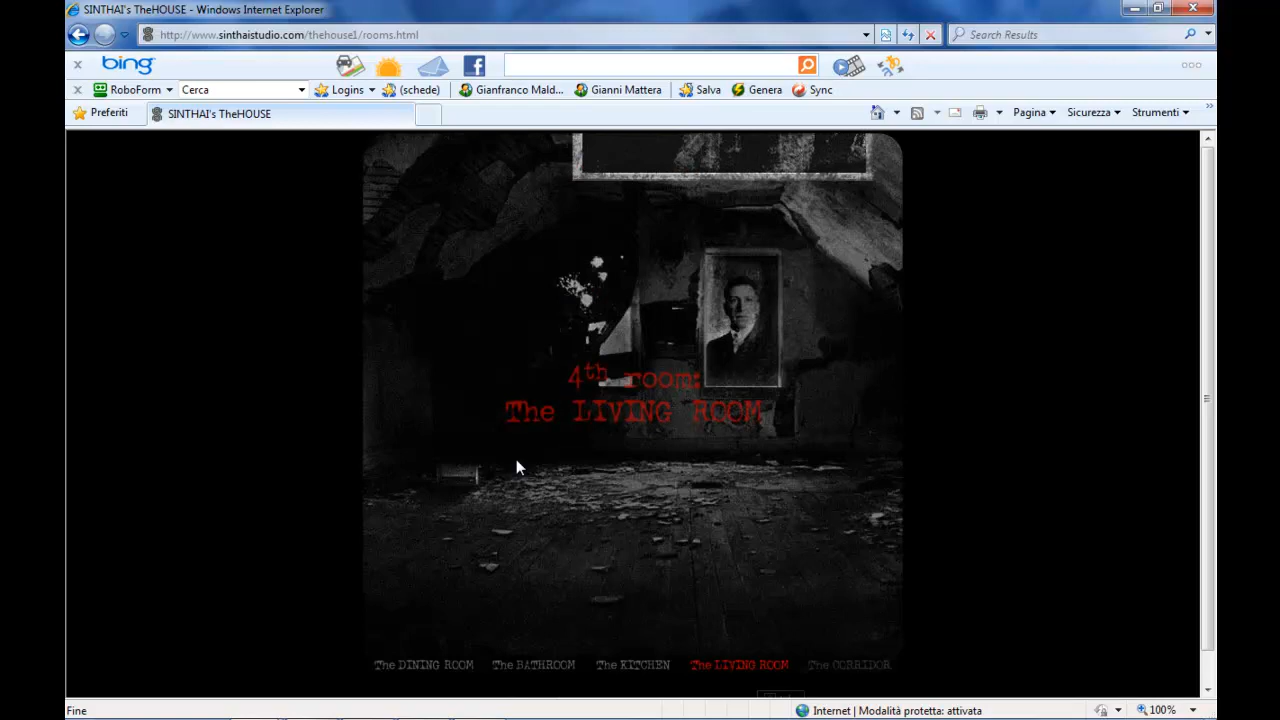 SINTHAI's TheHOUSE - Windows Internet Explorer
http://www.sinthaistudio.com/thehouse1/rooms.html
Search Results
bing
RoboForm
Cerca
Logins
(schede)
Gianfranco Mald...
Gianni Mattera
Salva
Genera
Sync
Preferiti
SINTHAI's TheHOUSE
Pagina
Sicurezza
Strumenti
4th room:
The LIVING ROOM
The DINING ROOM The BATHROOM The KITCHEN The LIVING ROOM The CORRIDOR
Fine
Internet | Modalità protetta: attivata
100%